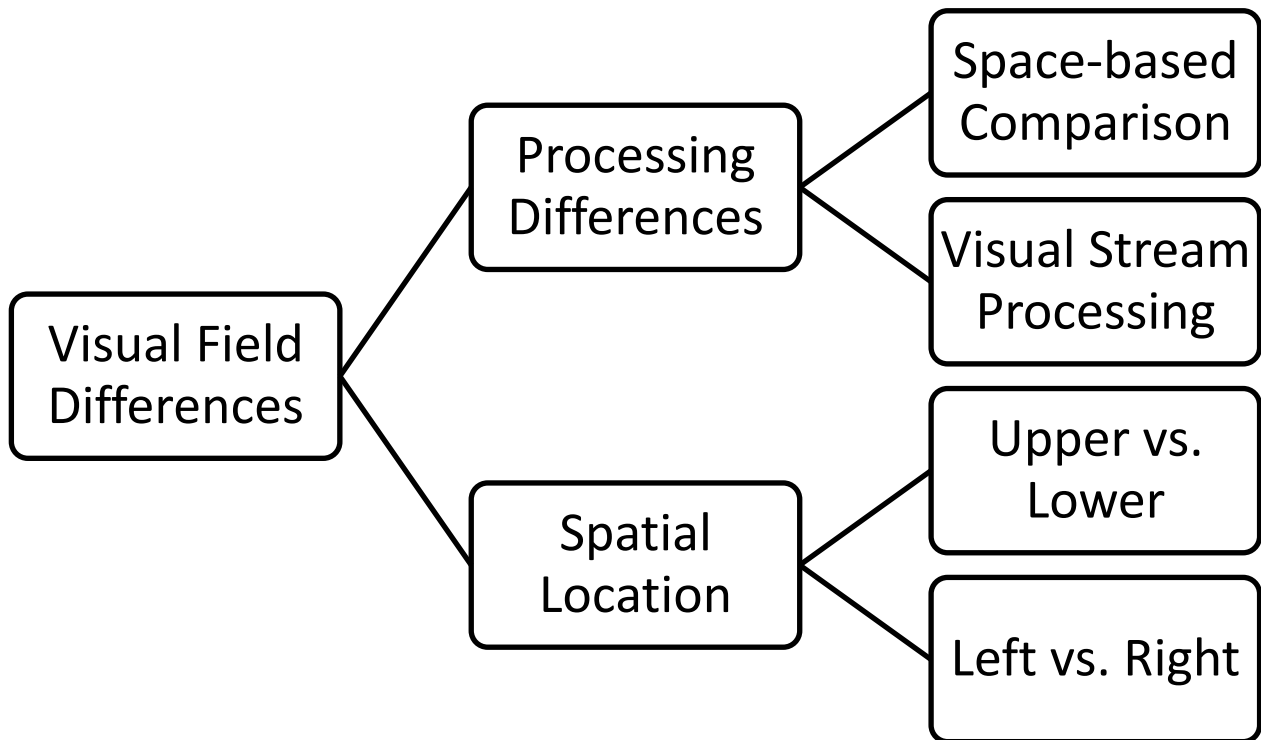 Visual Field
Differences
Processing
Differences
Spatial
Location
Space-based
Comparison
Visual Stream
Processing
Upper vs.
Lower
Left vs. Right